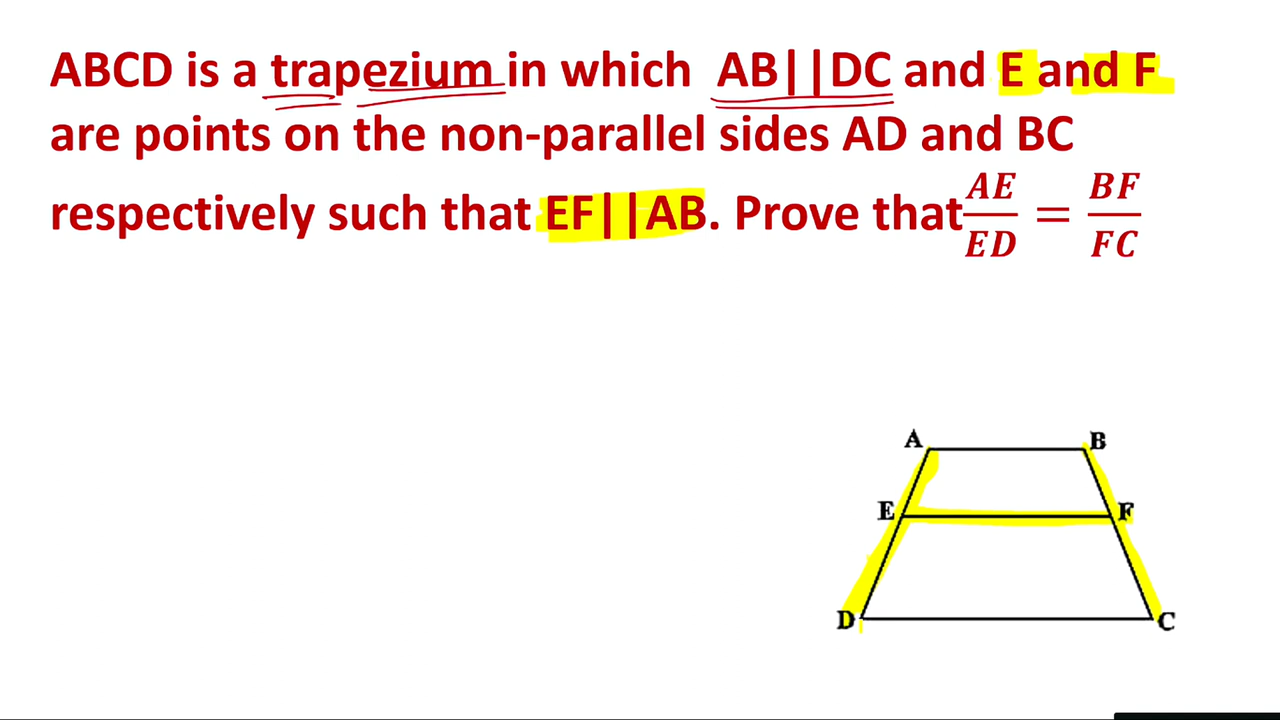 ABCD is a trapezium in which AB||DC and E and F
are points on the non-parallel sides AD and BC
respectively such that EF||AB. Prove that AE/ED = BF/FC
A B
E F
D C